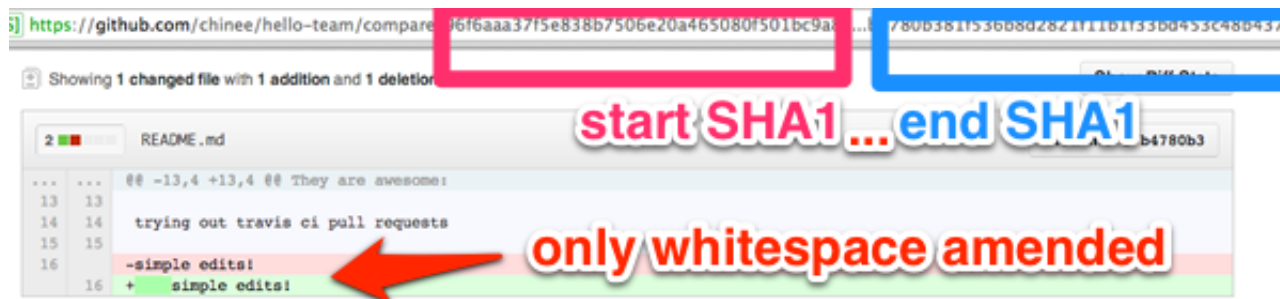 https://github.com/chinee/hello-team/compare
Showing 1 changed file with 1 addition and 1 deletion
start SHA1 ... end SHA1
2 README.md b4780b3
... ... @@ -13,4 +13,4 @@ They are awesome:
13 13
14 14 trying out travis ci pull requests
15 15
16 -simple edits!
16 + simple edits!
only whitespace amended